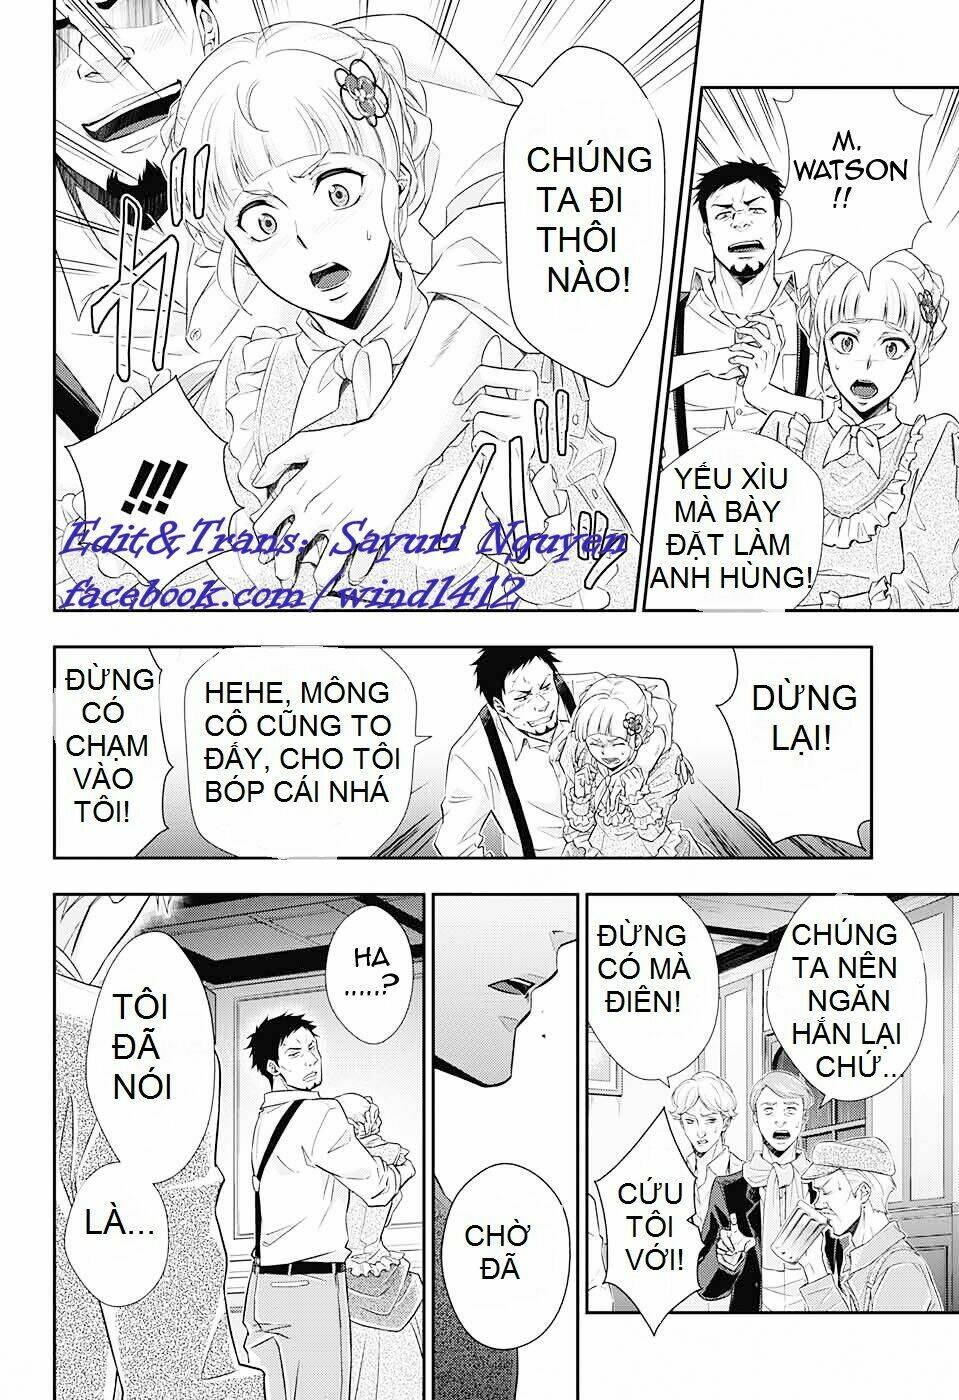 M.
WATSON
!!
YẾU XÌU
MÀ BÀY
ĐẶT LÀM
ANH HÙNG!
CHÚNG
TA ĐI
THÔI
NÀO!
!!!
Edit&Trans: Sayuri Nguyen
facebook.com/wind1412
DỪNG
LẠI!
HEHE, MÔNG
CÔ CŨNG TO
ĐẤY, CHO TÔI
BÓP CÁI NHÁ
ĐỪNG
CÓ
CHẠM
VÀO
TÔI!
CHÚNG
TA NÊN
NGĂN
HẮN LẠI
CHỨ...
ĐỪNG
CÓ MÀ
ĐIÊN!
CỨU
TÔI
VỚI!
CHỜ
ĐÃ
HA
......?
TÔI
ĐÃ
NÓI
LÀ...